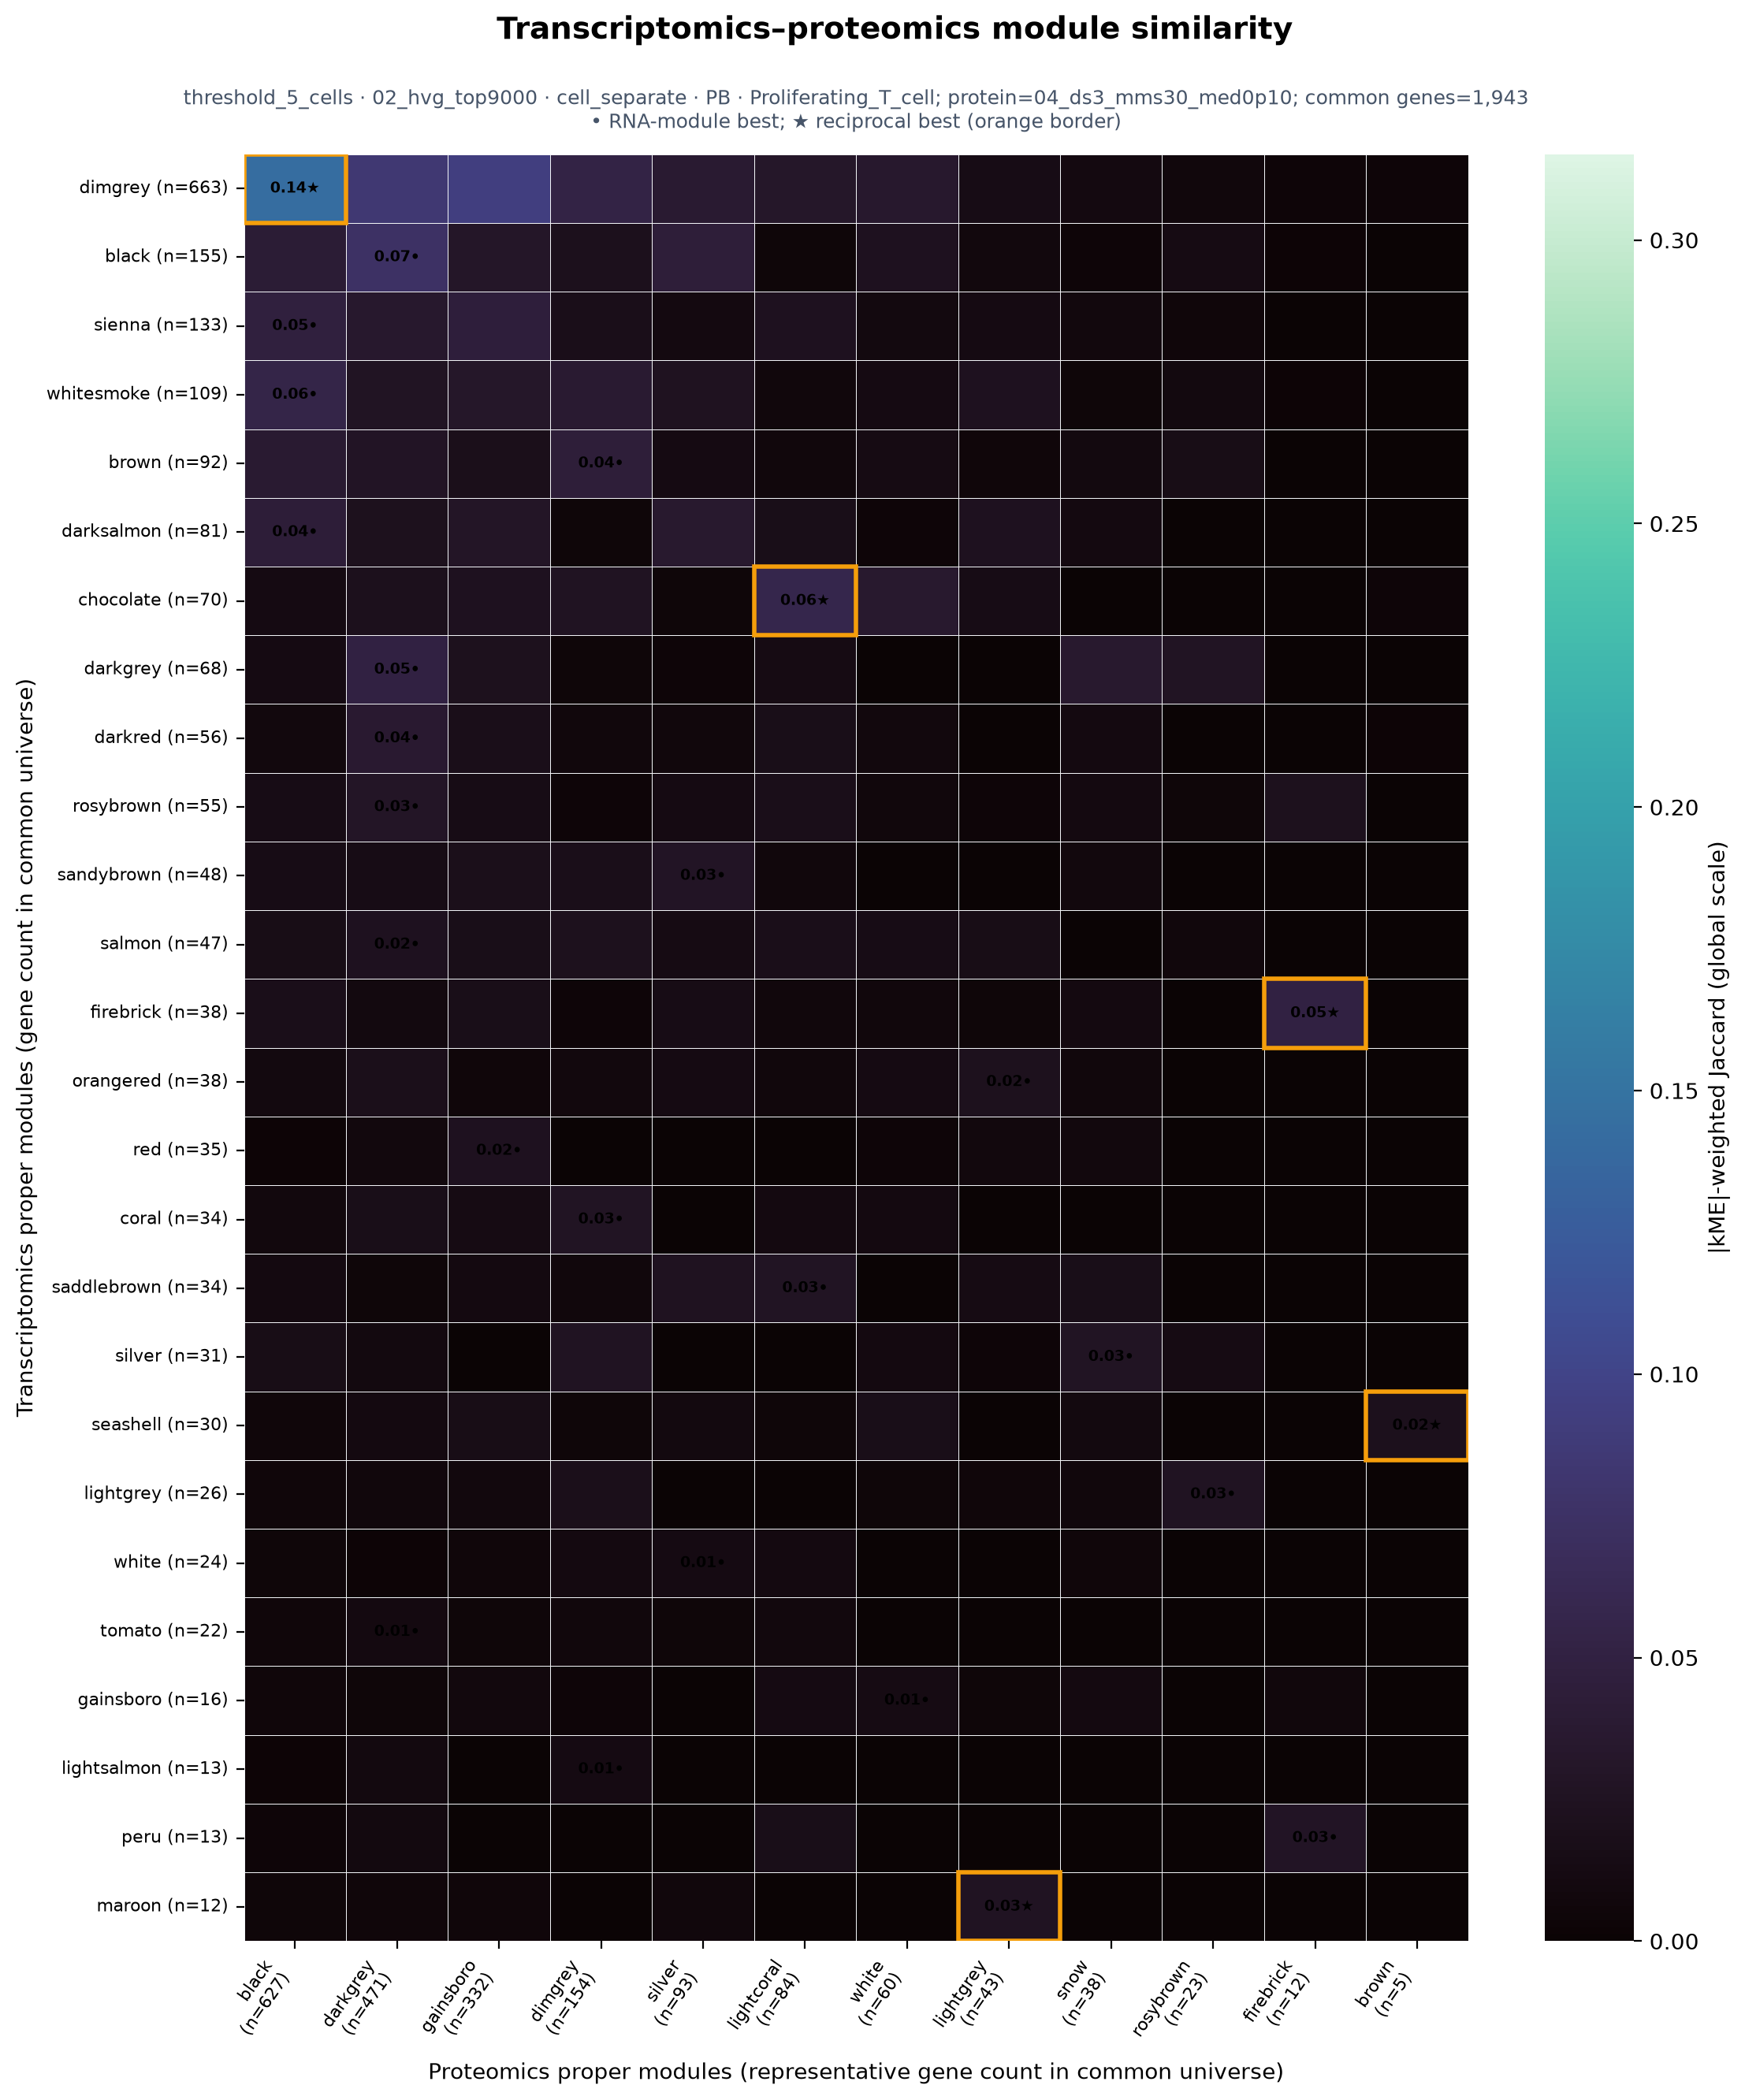 Transcriptomics–proteomics module similarity
threshold_5_cells · 02_hvg_top9000 · cell_separate · PB · Proliferating_T_cell; protein=04_ds3_mms30_med0p10; common genes=1,943
• RNA-module best; ★ reciprocal best (orange border)
Transcriptomics proper modules (gene count in common universe)
dimgrey (n=663)
0.14★
black (n=155)
0.07•
sienna (n=133)
0.05•
whitesmoke (n=109)
0.06•
brown (n=92)
0.04•
darksalmon (n=81)
0.04•
chocolate (n=70)
0.06★
darkgrey (n=68)
0.05•
darkred (n=56)
0.04•
rosybrown (n=55)
0.03•
sandybrown (n=48)
0.03•
salmon (n=47)
0.02•
firebrick (n=38)
0.05★
orangered (n=38)
0.02•
red (n=35)
0.02•
coral (n=34)
0.03•
saddlebrown (n=34)
0.03•
silver (n=31)
0.03•
seashell (n=30)
0.02★
lightgrey (n=26)
0.03•
white (n=24)
0.01•
tomato (n=22)
0.01•
gainsboro (n=16)
0.01•
lightsalmon (n=13)
0.01•
peru (n=13)
0.03•
maroon (n=12)
0.03★
black
(n=627)
darkgrey
(n=471)
gainsboro
(n=332)
dimgrey
(n=154)
silver
(n=93)
lightcoral
(n=84)
white
(n=60)
lightgrey
(n=43)
snow
(n=38)
rosybrown
(n=23)
firebrick
(n=12)
brown
(n=5)
Proteomics proper modules (representative gene count in common universe)
0.30
0.25
0.20
0.15
0.10
0.05
0.00
|kME|-weighted Jaccard (global scale)